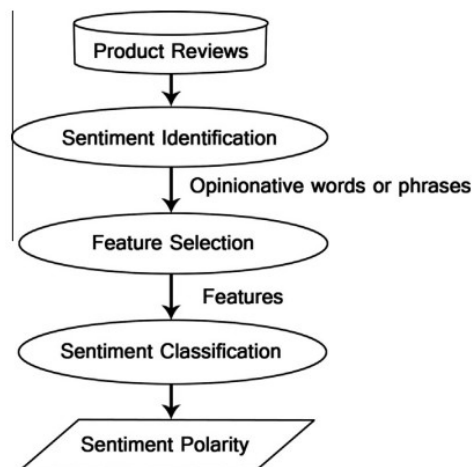 Product Reviews
Sentiment Identification
Opinionative words or phrases
Feature Selection
Features
Sentiment Classification
Sentiment Polarity